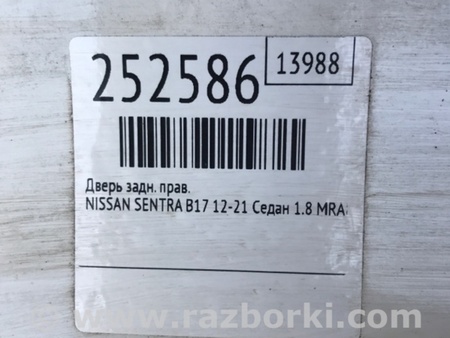 252586
13988
Дверь задн. прав.
NISSAN SENTRA B17 12-21 Седан 1.8 MRA
www.razborki.com